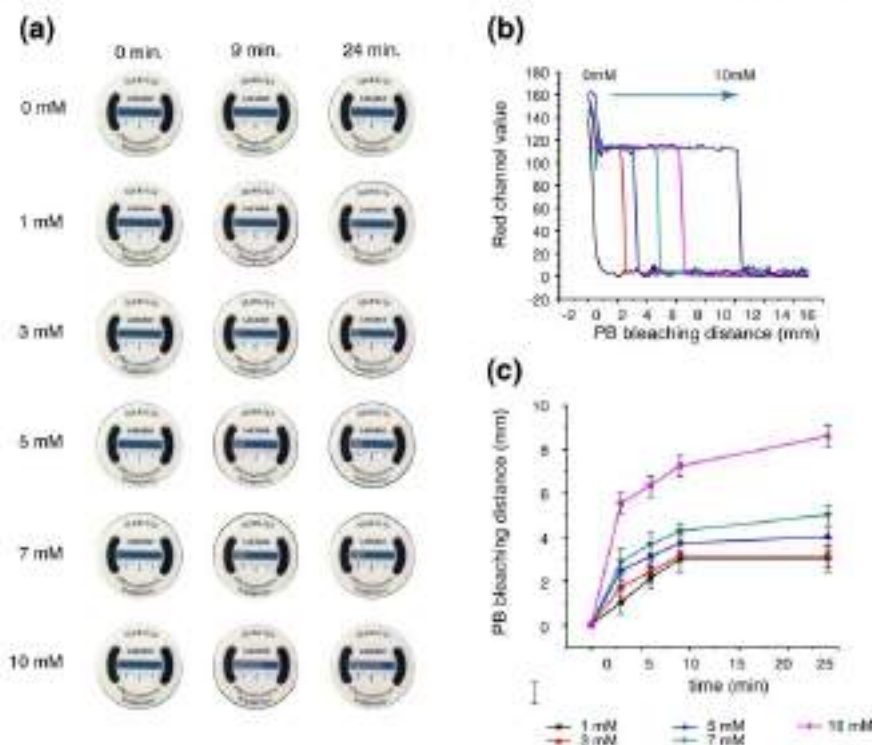 (a)
0 min. 9 min. 24 min.
0 mM
1 mM
3 mM
5 mM
7 mM
10 mM
(b)
0mM 10mM
Red channel value
180
160
140
120
100
80
60
40
20
0
-20
-2 0 2 4 6 8 10 12 14 16
PB bleaching distance (mm)
(c)
PB bleaching distance (mm)
10
8
6
4
2
0
0 5 10 15 20 25
time (min)
1 mM 5 mM 10 mM
3 mM 7 mM